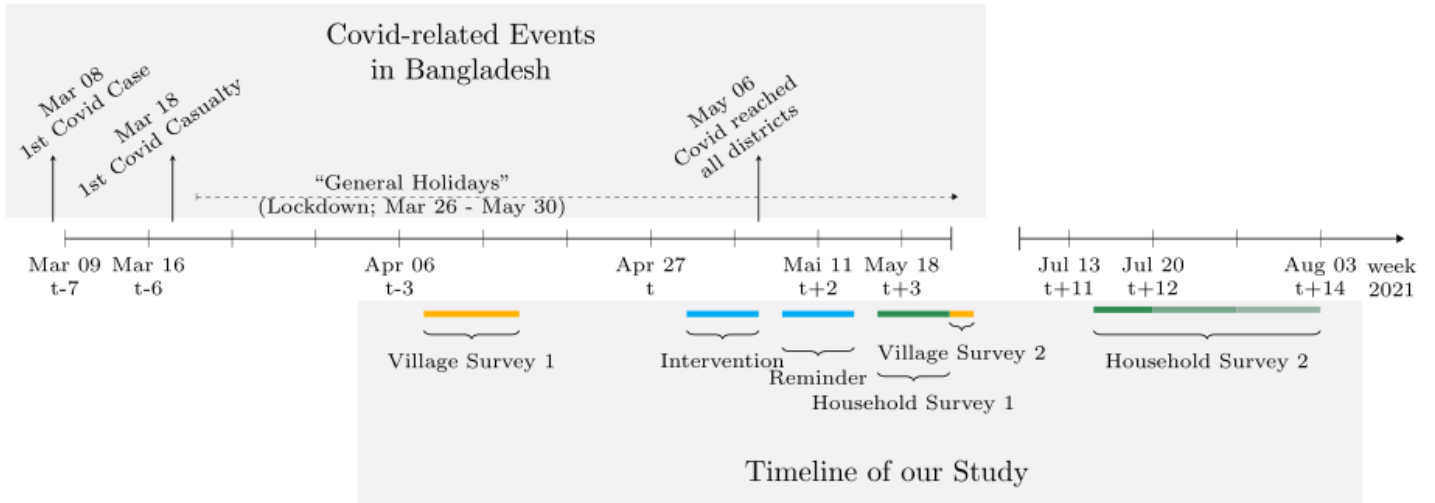 Covid-related Events
in Bangladesh
Mar 08
1st Covid Case
Mar 18
1st Covid Casualty
May 06
Covid reached
all districts
“General Holidays”
(Lockdown; Mar 26 - May 30)
Mar 09 Mar 16 Apr 06 Apr 27 Mai 11 May 18 Jul 13 Jul 20 Aug 03 week
t-7 t-6 t-3 t t+2 t+3 t+11 t+12 t+14 2021
Village Survey 1
Intervention
Reminder
Village Survey 2
Household Survey 1
Household Survey 2
Timeline of our Study